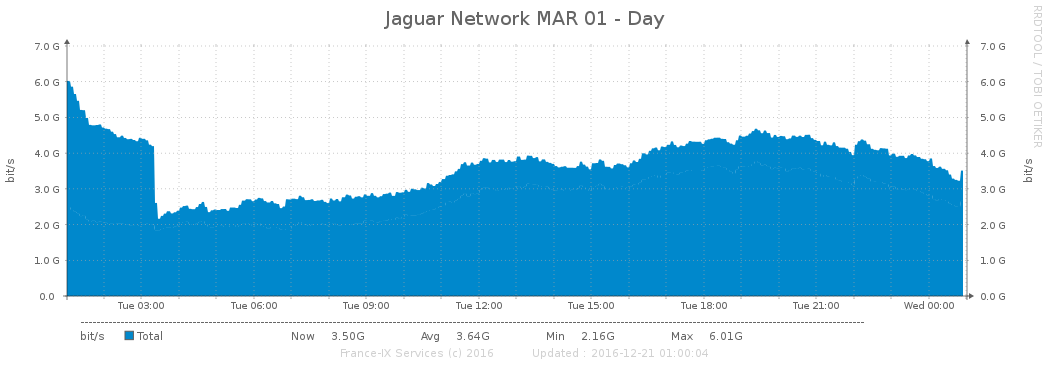 Jaguar Network MAR 01 - Day
RRDTOOL / TOBI OETIKER
bit/s
7.0 G
6.0 G
5.0 G
4.0 G
3.0 G
2.0 G
1.0 G
0.0
7.0 G
6.0 G
5.0 G
4.0 G
3.0 G
2.0 G
1.0 G
0.0 G
bit/s
Tue 03:00 Tue 06:00 Tue 09:00 Tue 12:00 Tue 15:00 Tue 18:00 Tue 21:00 Wed 00:00
bit/s Total Now 3.50G Avg 3.64G Min 2.16G Max 6.01G
France-IX Services (c) 2016 Updated : 2016-12-21 01:00:04